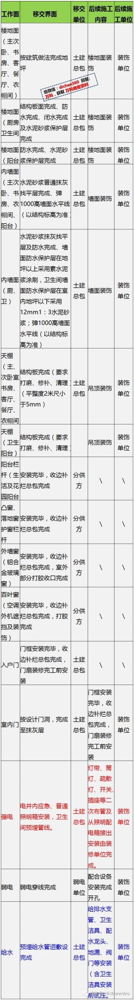 工作面 移交界面 移交单位 后续施工内容 后续施工单位
楼地面（主次卧、书房、客厅、餐厅、衣帽间） 按建筑做法完成地坪 土建总包 楼地面装饰 装饰单位
给微信：dichan360 回复:
万科，获取 万科绝密资料
楼地面（厨房卫生间 结构板面完成、防水完成、闭水完成及水泥砂浆保护层完成 土建总包 楼地面装饰 装饰单位
楼地面（阳台 防水完成、水泥砂浆保护层完成 土建总包 楼地面装饰 装饰单位
内墙面（主次卧、书房、衣帽间、阳台） 水泥砂浆普通抹灰找平层完成、弹1000高墙面水平线（以结构标高为准） 土建总包 墙面装饰 装饰单位
内墙面（厨、卫） 水泥砂浆抹灰找平层及防水完成、墙面防水保护层在地坪以上采用素水泥浆涂刷，卫生间墙面防水保护层在室内地坪以下采用12mm1：3水泥砂浆；弹1000高墙面水平线（以结构标高为准） 土建总包 墙面装饰 装饰单位
天棚（主、次卧室书房、客厅、餐厅、衣帽间 结构板完成（要求打磨、修补、清理）（平整度2米尺小于5mm） 土建总包 吊顶装饰 装饰单位
天棚（卫生阳台） 结构板完成（要求打磨、修补、清理） 吊顶装饰 装饰单位
阳台栏杆（生活及花园阳台 安装完毕，收边补烂总包完成 分供方 \ \
凸窗、落地窗护窗栏杆 安装完毕，收边补烂总包完成 分供方 \ \
外墙窗（铝合金玻璃窗） 安装完毕，收边补烂总包完成，室外部分打胶收口完成 分供方 \ \
百叶窗（空调外机遮挡及装饰） 安装完毕，收边补烂总包完成，打胶完成 分供方 \ \
入户门 门框安装完毕，收边补烂总包完成，门扇装修完工前安装 土建总包 \ \
室内门 按设计门洞，完成至抹灰层 土建总包 门框安装完毕，收边补烂总包完成，门扇装修完工前安装 装饰单位
强电 电井内应急、普通照明箱安装，卫生间预埋管线。 土建总包 灯带、筒灯、疏散灯、开关、插座等二次布管及从照明配电箱接出安装由装修单位完成。 装饰单位
弱电 弱电穿线完成 弱电单位 配合设备安装完成开孔 装饰单位
给水 预埋给水管道敷设完成 土建总包 给排水支管、卫生洁具、配水龙头、地漏、阀门等安装（含卫生洁具安装前试压。 装饰单位
dichanmba